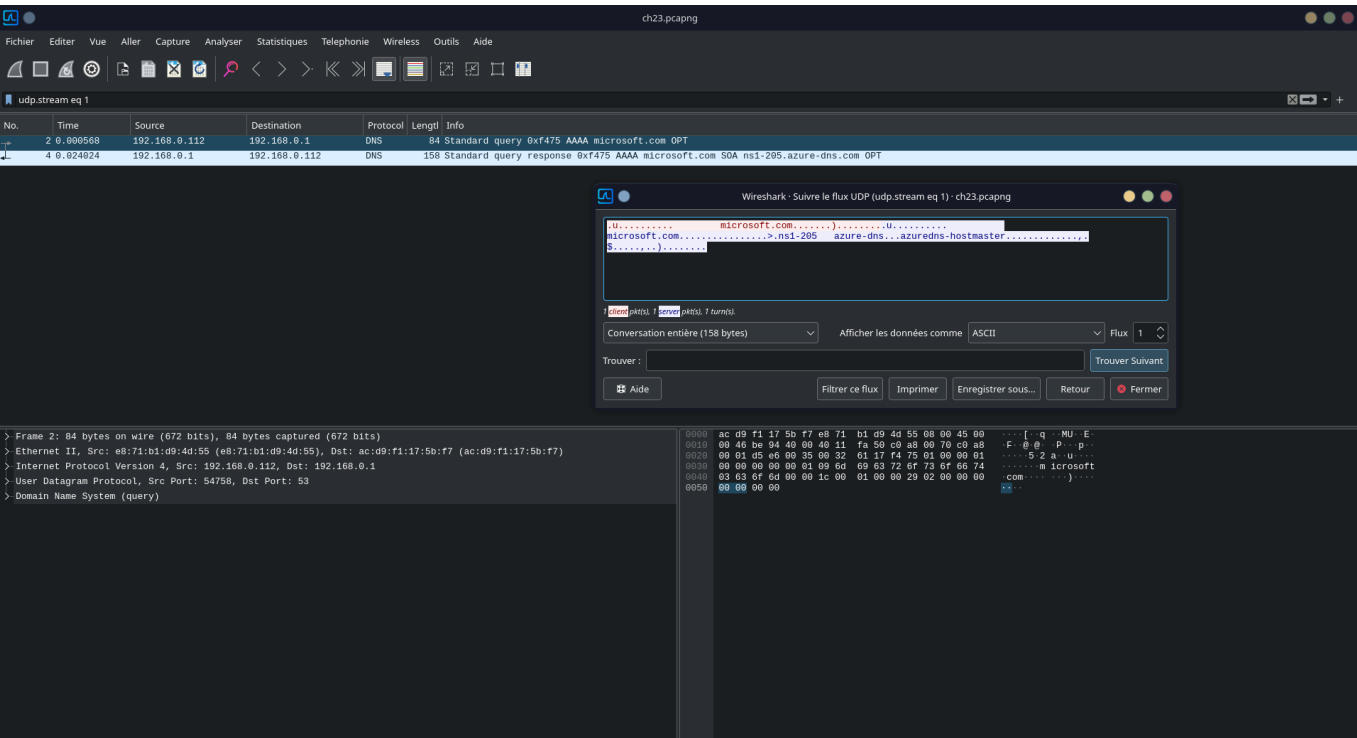 ch23.pcapng
Fichier Editer Vue Aller Capture Analyser Statistiques Telephonie Wireless Outils Aide
udp.stream eq 1
No. Time Source Destination Protocol Lengtl Info
2 0.000568 192.168.0.112 192.168.0.1 DNS 84 Standard query 0xf475 AAAA microsoft.com OPT
4 0.024024 192.168.0.1 192.168.0.112 DNS 158 Standard query response 0xf475 AAAA microsoft.com SOA ns1-205.azure-dns.com OPT
Wireshark · Suivre le flux UDP (udp.stream eq 1) · ch23.pcapng
.u.......... microsoft.com.......).........u..........
microsoft.com................>.ns1-205 azure-dns...azuredns-hostmaster.............,.
$.....,..)........
1 client pkt(s), 1 server pkt(s), 1 turn(s).
Conversation entière (158 bytes) Afficher les données comme ASCII Flux 1
Trouver : Trouver Suivant
Aide Filtrer ce flux Imprimer Enregistrer sous... Retour Fermer
> Frame 2: 84 bytes on wire (672 bits), 84 bytes captured (672 bits)
> Ethernet II, Src: e8:71:b1:d9:4d:55 (e8:71:b1:d9:4d:55), Dst: ac:d9:f1:17:5b:f7 (ac:d9:f1:17:5b:f7)
> Internet Protocol Version 4, Src: 192.168.0.112, Dst: 192.168.0.1
> User Datagram Protocol, Src Port: 54758, Dst Port: 53
> Domain Name System (query)
0000 ac d9 f1 17 5b f7 e8 71 b1 d9 4d 55 08 00 45 00 ····[··q ··MU··E·
0010 00 46 be 94 40 00 40 11 fa 50 c0 a8 00 70 c0 a8 ·F··@·@· ·P···p··
0020 00 01 d5 e6 00 35 00 32 61 17 f4 75 01 00 00 01 ·····5·2 a··u····
0030 00 00 00 00 00 01 09 6d 69 63 72 6f 73 6f 66 74 ·······m icrosoft
0040 03 63 6f 6d 00 00 1c 00 01 00 00 29 02 00 00 00 ·com···· ···)····
0050 00 00 00 00 ····